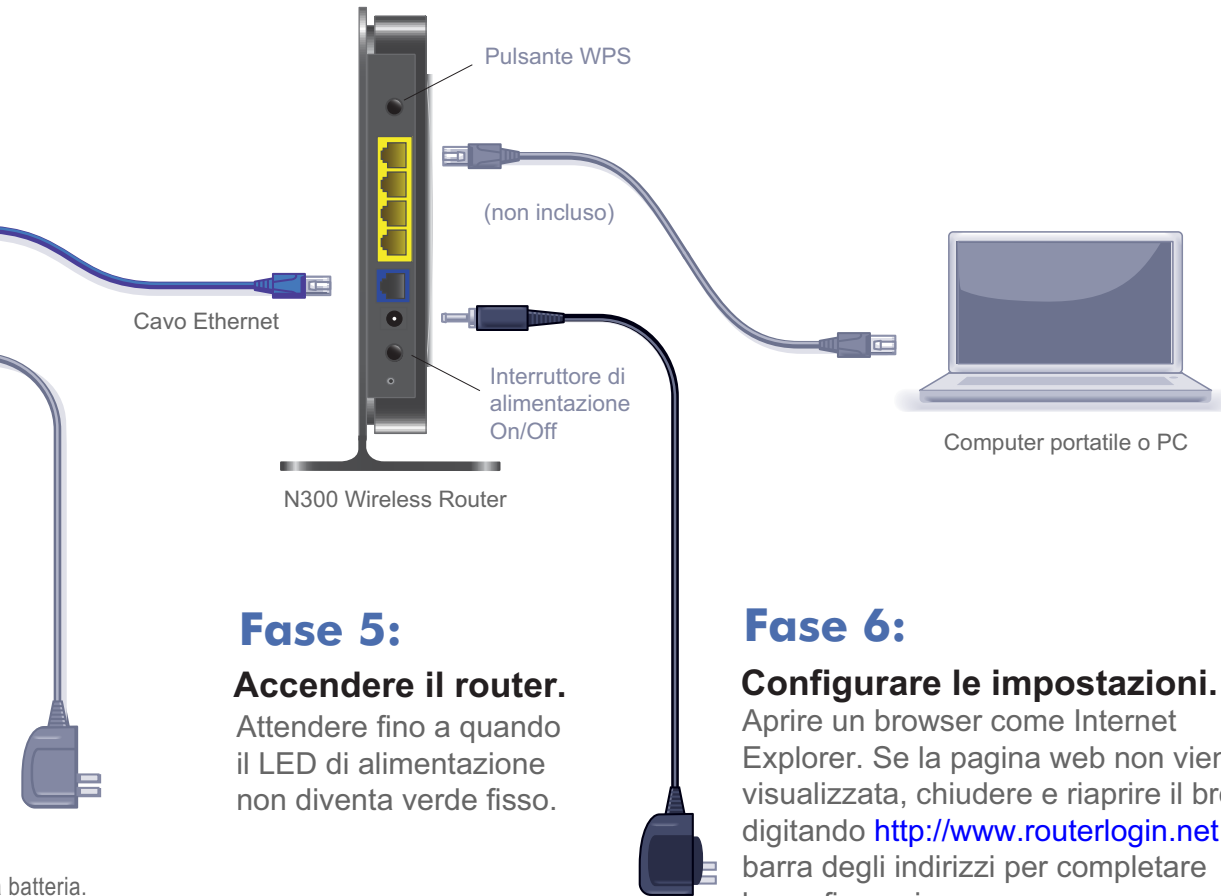 Pulsante WPS
(non incluso)
Cavo Ethernet
Interruttore di
alimentazione
On/Off
Computer portatile o PC
N300 Wireless Router
Fase 5:
Accendere il router.
Attendere fino a quando
il LED di alimentazione
non diventa verde fisso.
Fase 6:
Configurare le impostazioni.
Aprire un browser come Internet
Explorer. Se la pagina web non vien
visualizzata, chiudere e riaprire il bro
digitando http://www.routerlogin.net
barra degli indirizzi per completare
batteria.